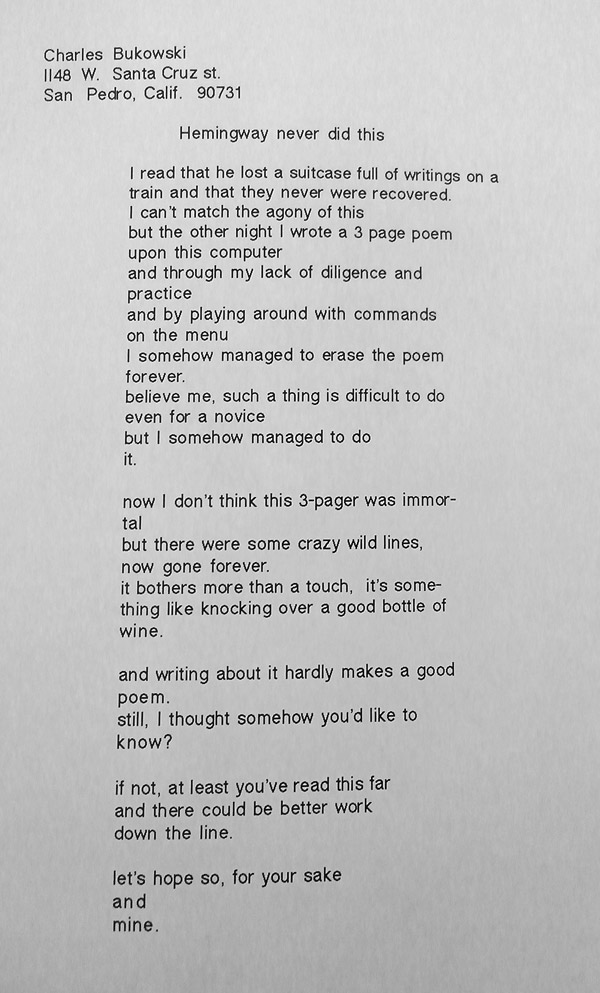 Charles Bukowski
1148 W. Santa Cruz st.
San Pedro, Calif. 90731
Hemingway never did this
I read that he lost a suitcase full of writings on a
train and that they never were recovered.
I can't match the agony of this
but the other night I wrote a 3 page poem
upon this computer
and through my lack of diligence and
practice
and by playing around with commands
on the menu
I somehow managed to erase the poem
forever.
believe me, such a thing is difficult to do
even for a novice
but I somehow managed to do
it.
now I don't think this 3-pager was immor-
tal
but there were some crazy wild lines,
now gone forever.
it bothers more than a touch, it's some-
thing like knocking over a good bottle of
wine.
and writing about it hardly makes a good
poem.
still, I thought somehow you'd like to
know?
if not, at least you've read this far
and there could be better work
down the line.
let's hope so, for your sake
and
mine.